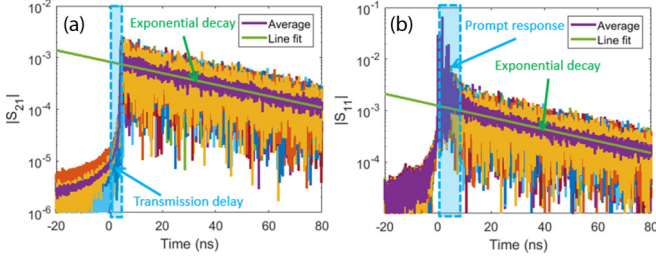 (a)
Exponential decay
Average
Line fit
|S21|
10^-2
10^-3
10^-4
10^-5
10^-6
Transmission delay
-20 0 20 40 60 80
Time (ns)
(b)
Prompt response
Average
Line fit
Exponential decay
|S11|
10^-1
10^-2
10^-3
10^-4
-20 0 20 40 60 80
Time (ns)